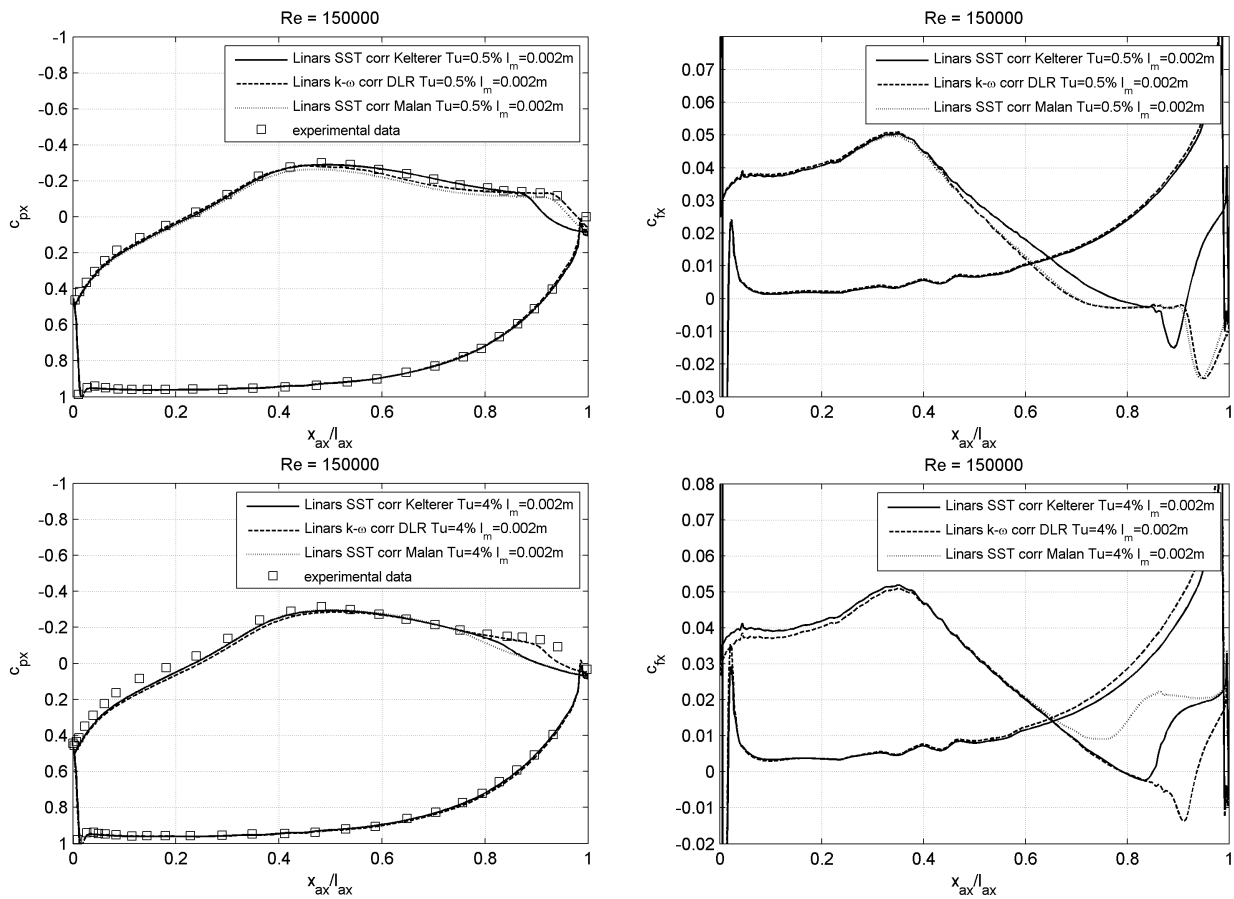 Re = 150000
-1
-0.8
-0.6
-0.4
-0.2
0
0.2
0.4
0.6
0.8
1
c_px
Linars SST corr Kelterer Tu=0.5% l_m=0.002m
Linars k-ω corr DLR Tu=0.5% l_m=0.002m
Linars SST corr Malan Tu=0.5% l_m=0.002m
experimental data
0 0.2 0.4 0.6 0.8 1
x_ax/l_ax
Re = 150000
0.07
0.06
0.05
0.04
0.03
0.02
0.01
0
-0.01
-0.02
-0.03
c_fx
Linars SST corr Kelterer Tu=0.5% l_m=0.002m
Linars k-ω corr DLR Tu=0.5% l_m=0.002m
Linars SST corr Malan Tu=0.5% l_m=0.002m
0 0.2 0.4 0.6 0.8 1
x_ax/l_ax
Re = 150000
-1
-0.8
-0.6
-0.4
-0.2
0
0.2
0.4
0.6
0.8
1
c_px
Linars SST corr Kelterer Tu=4% l_m=0.002m
Linars k-ω corr DLR Tu=4% l_m=0.002m
Linars SST corr Malan Tu=4% l_m=0.002m
experimental data
0 0.2 0.4 0.6 0.8 1
x_ax/l_ax
Re = 150000
0.08
0.07
0.06
0.05
0.04
0.03
0.02
0.01
0
-0.01
-0.02
c_fx
Linars SST corr Kelterer Tu=4% l_m=0.002m
Linars k-ω corr DLR Tu=4% l_m=0.002m
Linars SST corr Malan Tu=4% l_m=0.002m
0 0.2 0.4 0.6 0.8 1
x_ax/l_ax